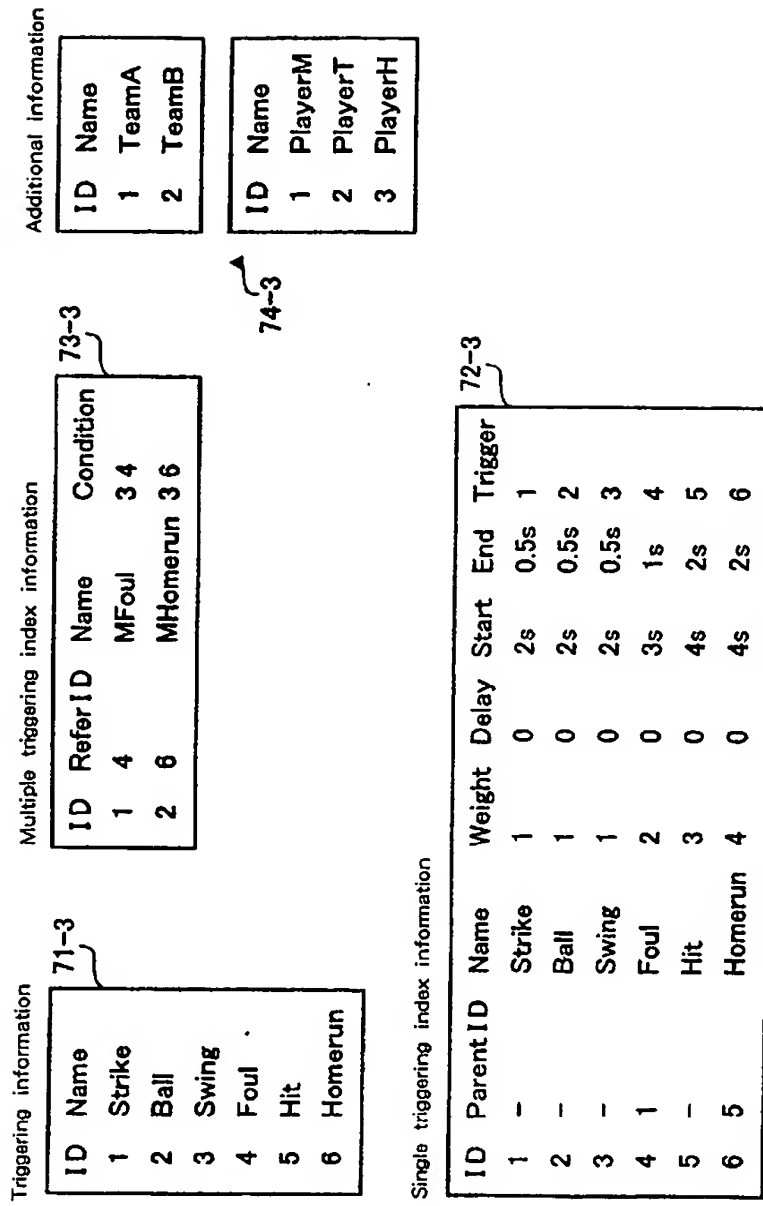 Triggering information
71-3
ID Name
1 Strike
2 Ball
3 Swing
4 Foul
5 Hit
6 Homerun
Multiple triggering index information
73-3
ID ReferID Name Condition
1 4 MFoul 3 4
2 6 MHomerun 3 6
Additional information
ID Name
1 TeamA
2 TeamB
ID Name
1 PlayerM
2 PlayerT
3 PlayerH
74-3
Single triggering index information
72-3
ID ParentID Name Weight Delay Start End Trigger
1 - Strike 1 0 2s 0.5s 1
2 - Ball 1 0 2s 0.5s 2
3 - Swing 1 0 2s 0.5s 3
4 1 Foul 2 0 3s 1s 4
5 - Hit 3 0 4s 2s 5
6 5 Homerun 4 0 4s 2s 6